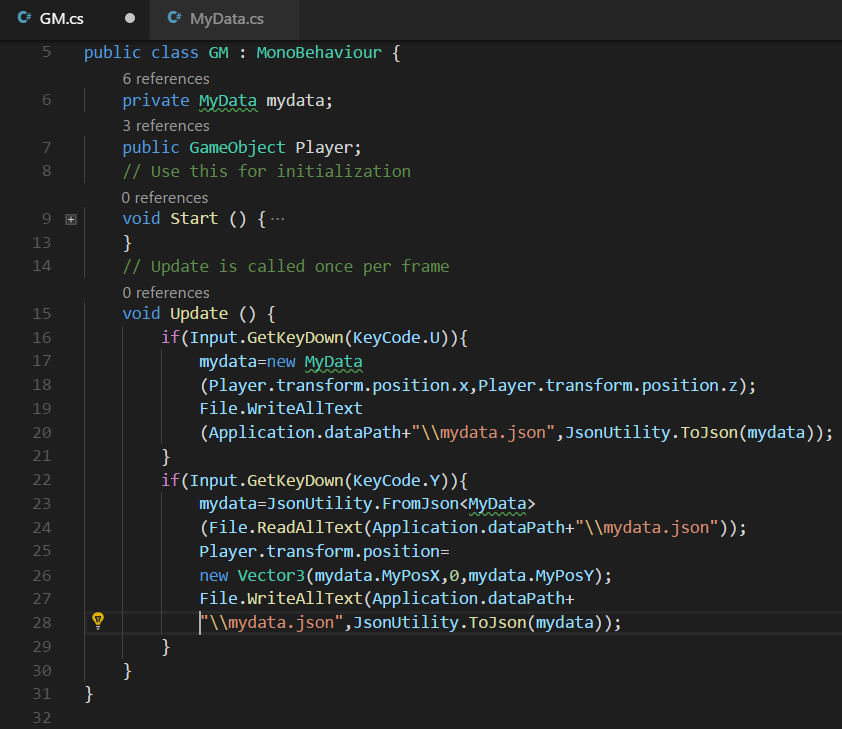 C# GM.cs ● C# MyData.cs
5 public class GM : MonoBehaviour {
6 references
6 private MyData mydata;
3 references
7 public GameObject Player;
8 // Use this for initialization
0 references
9 void Start () { ···
13 }
14 // Update is called once per frame
0 references
15 void Update () {
16 if(Input.GetKeyDown(KeyCode.U)){
17 mydata=new MyData
18 (Player.transform.position.x,Player.transform.position.z);
19 File.WriteAllText
20 (Application.dataPath+"\\mydata.json",JsonUtility.ToJson(mydata));
21 }
22 if(Input.GetKeyDown(KeyCode.Y)){
23 mydata=JsonUtility.FromJson<MyData>
24 (File.ReadAllText(Application.dataPath+"\\mydata.json"));
25 Player.transform.position=
26 new Vector3(mydata.MyPosX,0,mydata.MyPosY);
27 File.WriteAllText(Application.dataPath+
28 "\\mydata.json",JsonUtility.ToJson(mydata));
29 }
30 }
31 }
32